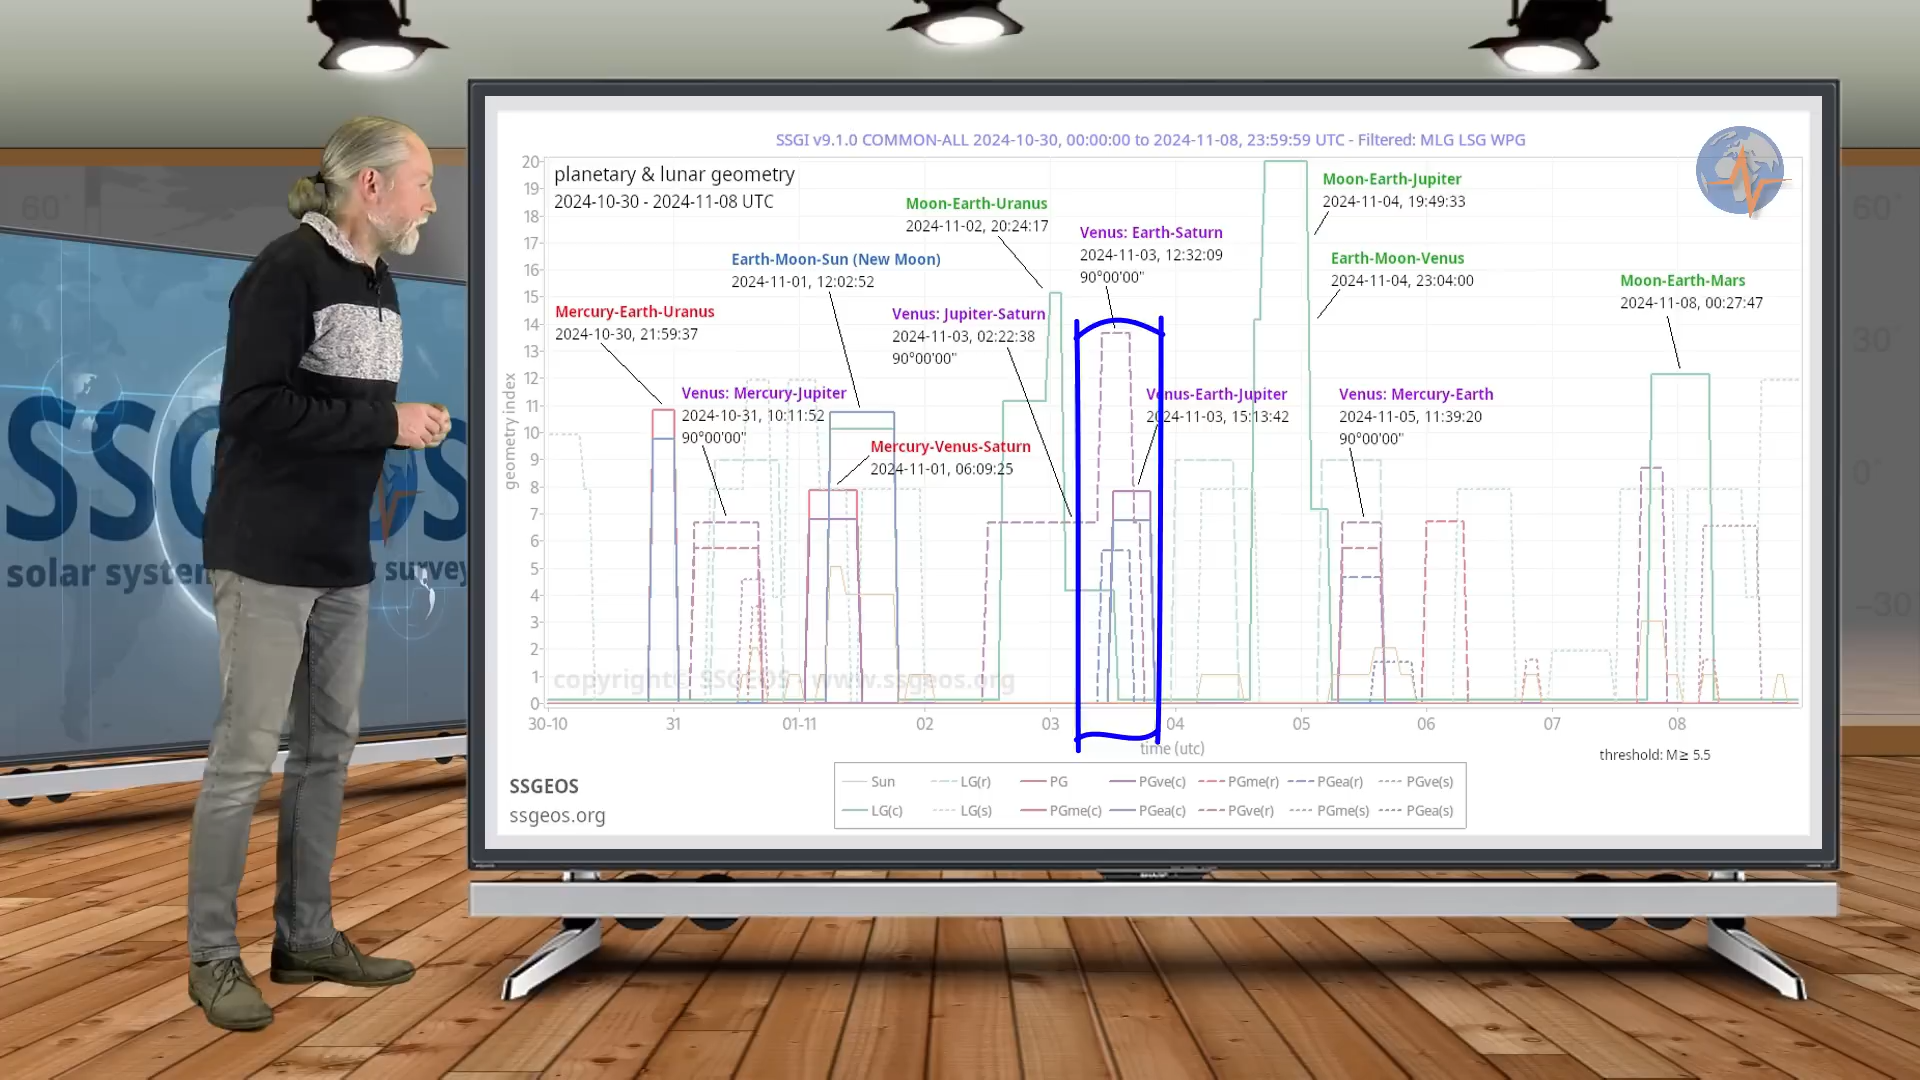 SSGI v9.1.0 COMMON-ALL 2024-10-30, 00:00:00 to 2024-11-08, 23:59:59 UTC - Filtered: MLG LSG WPG
planetary & lunar geometry
2024-10-30 - 2024-11-08 UTC
Moon-Earth-Jupiter
2024-11-04, 19:49:33
Moon-Earth-Uranus
2024-11-02, 20:24:17
Venus: Earth-Saturn
2024-11-03, 12:32:09
90°00'00"
Earth-Moon-Sun (New Moon)
2024-11-01, 12:02:52
Earth-Moon-Venus
2024-11-04, 23:04:00
Moon-Earth-Mars
2024-11-08, 00:27:47
Mercury-Earth-Uranus
2024-10-30, 21:59:37
Venus: Jupiter-Saturn
2024-11-03, 02:22:38
90°00'00"
Venus: Mercury-Jupiter
2024-10-31, 10:11:52
90°00'00"
Venus-Earth-Jupiter
2024-11-03, 15:13:42
Venus: Mercury-Earth
2024-11-05, 11:39:20
90°00'00"
Mercury-Venus-Saturn
2024-11-01, 06:09:25
geometry index
20
19
18
17
16
15
14
13
12
11
10
9
8
7
6
5
4
3
2
1
0
copyright© SSGEOS - www.ssgeos.org
30-10 31 01-11 02 03 04 05 06 07 08
time (utc)
threshold: M≥ 5.5
SSGEOS
ssgeos.org
Sun LG(r) PG PGve(c) PGme(r) PGea(r) PGve(s)
LG(c) LG(s) PGme(c) PGea(c) PGve(r) PGme(s) PGea(s)
60°
60°
30°
0°
-30°
solar system survey